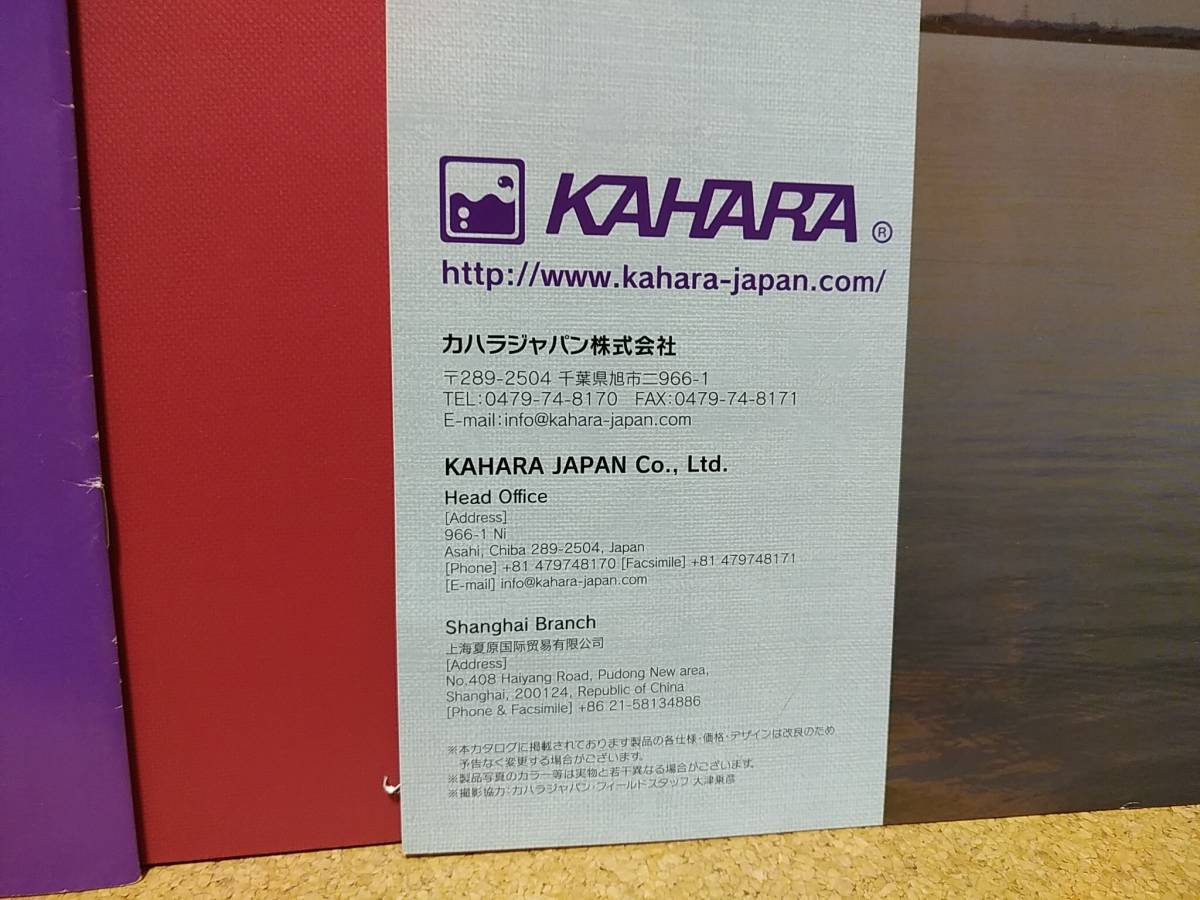 KAHARA ®
http://www.kahara-japan.com/
カハラジャパン株式会社
〒289-2504 千葉県旭市二966-1
TEL:0479-74-8170 FAX:0479-74-8171
E-mail:info@kahara-japan.com
KAHARA JAPAN Co., Ltd.
Head Office
[Address]
966-1 Ni
Asahi, Chiba 289-2504, Japan
[Phone] +81 479748170 [Facsimile] +81 479748171
[E-mail] info@kahara-japan.com
Shanghai Branch
上海夏原国际贸易有限公司
[Address]
No.408 Haiyang Road, Pudong New area,
Shanghai, 200124, Republic of China
[Phone & Facsimile] +86 21-58134886
※本カタログに掲載されております製品の各仕様・価格・デザインは改良のため
予告なく変更する場合がございます。
※製品写真のカラー等は実物と若干異なる場合がございます。
※撮影協力:カハラジャパン・フィールドスタッフ 大津乗彦